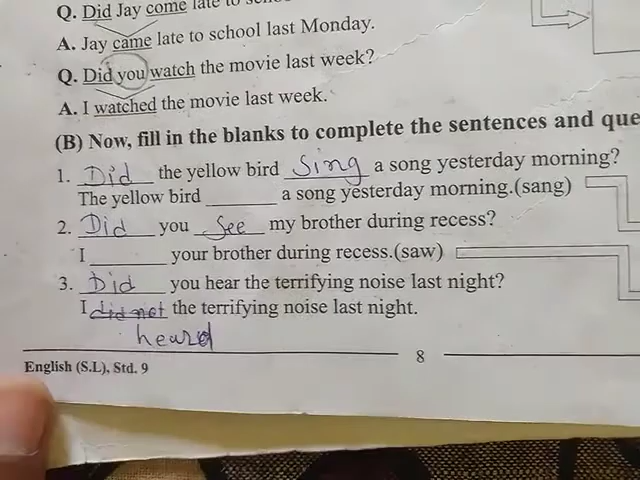 Q. Did Jay come late to
A. Jay came late to school last Monday.
Q. Did you watch the movie last week?
A. I watched the movie last week.
(B) Now, fill in the blanks to complete the sentences and que
1. Did the yellow bird Sing a song yesterday morning?
The yellow bird ______ a song yesterday morning.(sang)
2. Did you See my brother during recess?
I ______ your brother during recess.(saw)
3. Did you hear the terrifying noise last night?
I did not the terrifying noise last night.
heard
8
English (S.L), Std. 9